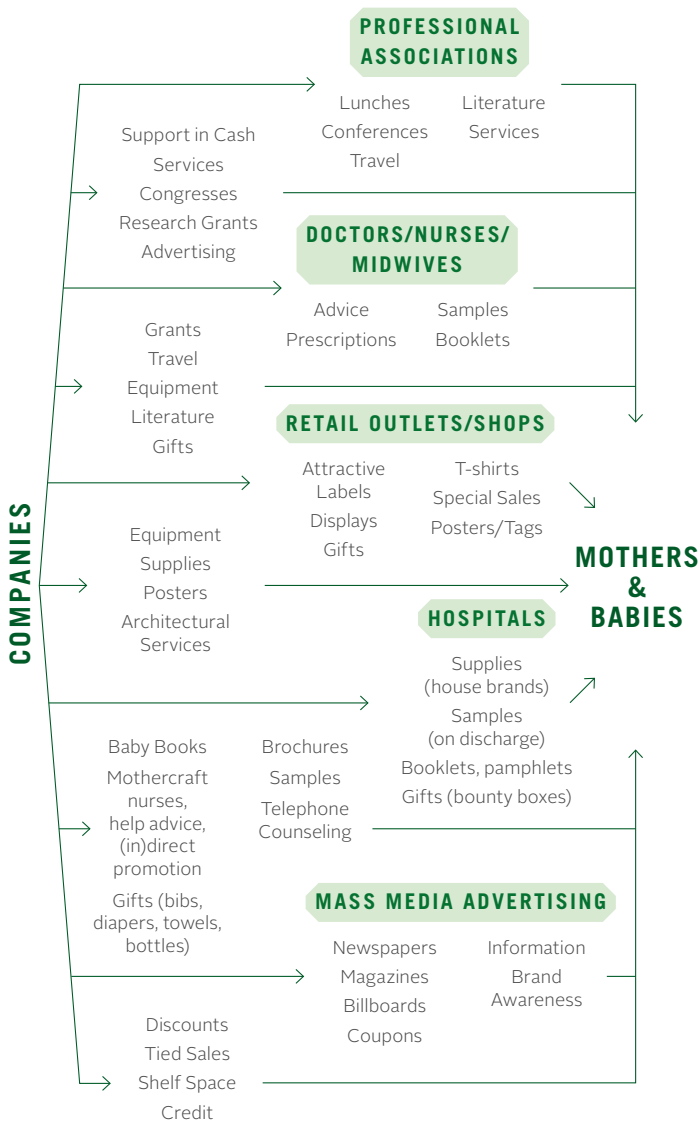 PROFESSIONAL
ASSOCIATIONS
Lunches
Conferences
Travel
Literature
Services
Support in Cash
Services
Congresses
Research Grants
Advertising
DOCTORS/NURSES/
MIDWIVES
Advice
Prescriptions
Samples
Booklets
Grants
Travel
Equipment
Literature
Gifts
RETAIL OUTLETS/SHOPS
Attractive
Labels
Displays
Gifts
T-shirts
Special Sales
Posters/Tags
COMPANIES
Equipment
Supplies
Posters
Architectural
Services
MOTHERS
&
BABIES
HOSPITALS
Supplies
(house brands)
Samples
(on discharge)
Booklets, pamphlets
Gifts (bounty boxes)
Baby Books
Mothercraft
nurses,
help advice,
(in)direct
promotion
Gifts (bibs,
diapers, towels,
bottles)
Brochures
Samples
Telephone
Counseling
MASS MEDIA ADVERTISING
Newspapers
Magazines
Billboards
Coupons
Information
Brand
Awareness
Discounts
Tied Sales
Shelf Space
Credit